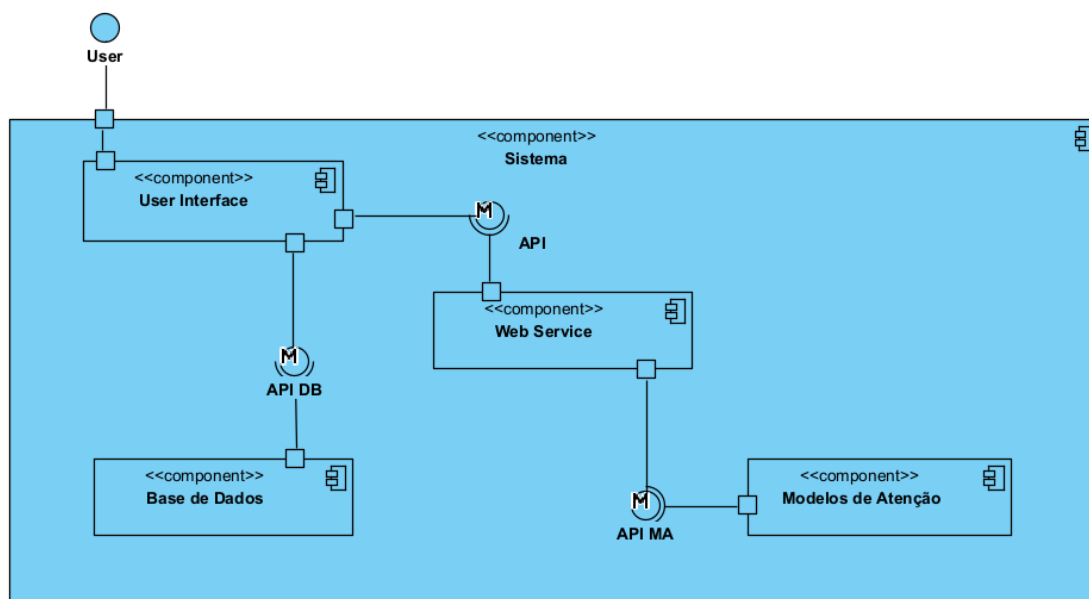 User
<<component>>
Sistema
<<component>>
User Interface
M
API
<<component>>
Web Service
M
API DB
<<component>>
Base de Dados
M
API MA
<<component>>
Modelos de Atenção